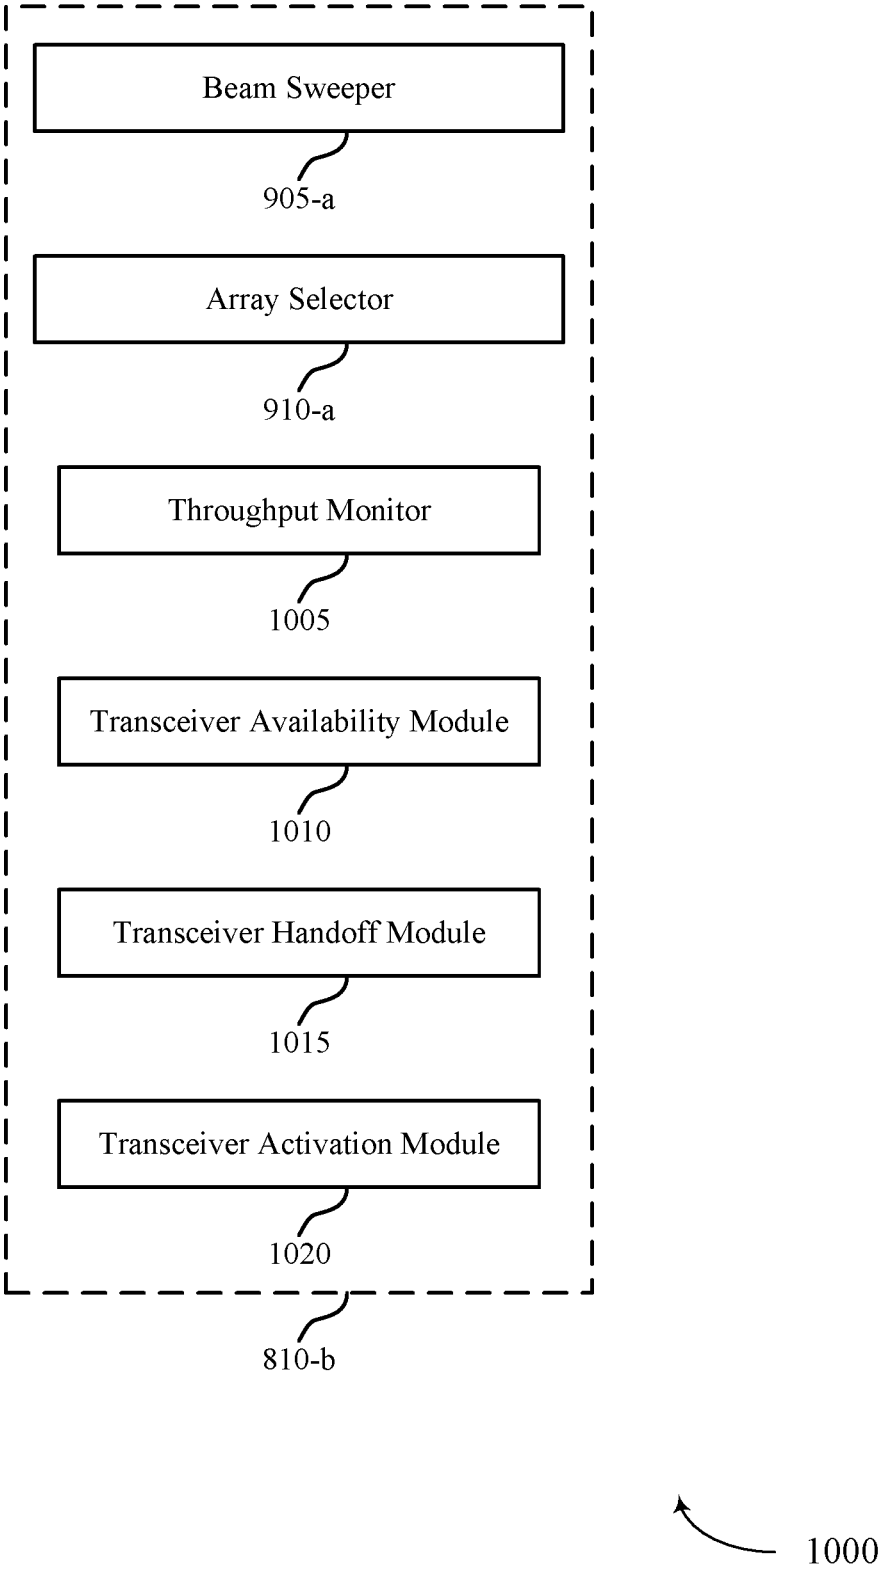 Beam Sweeper
905-a
Array Selector
910-a
Throughput Monitor
1005
Transceiver Availability Module
1010
Transceiver Handoff Module
1015
Transceiver Activation Module
1020
810-b
1000